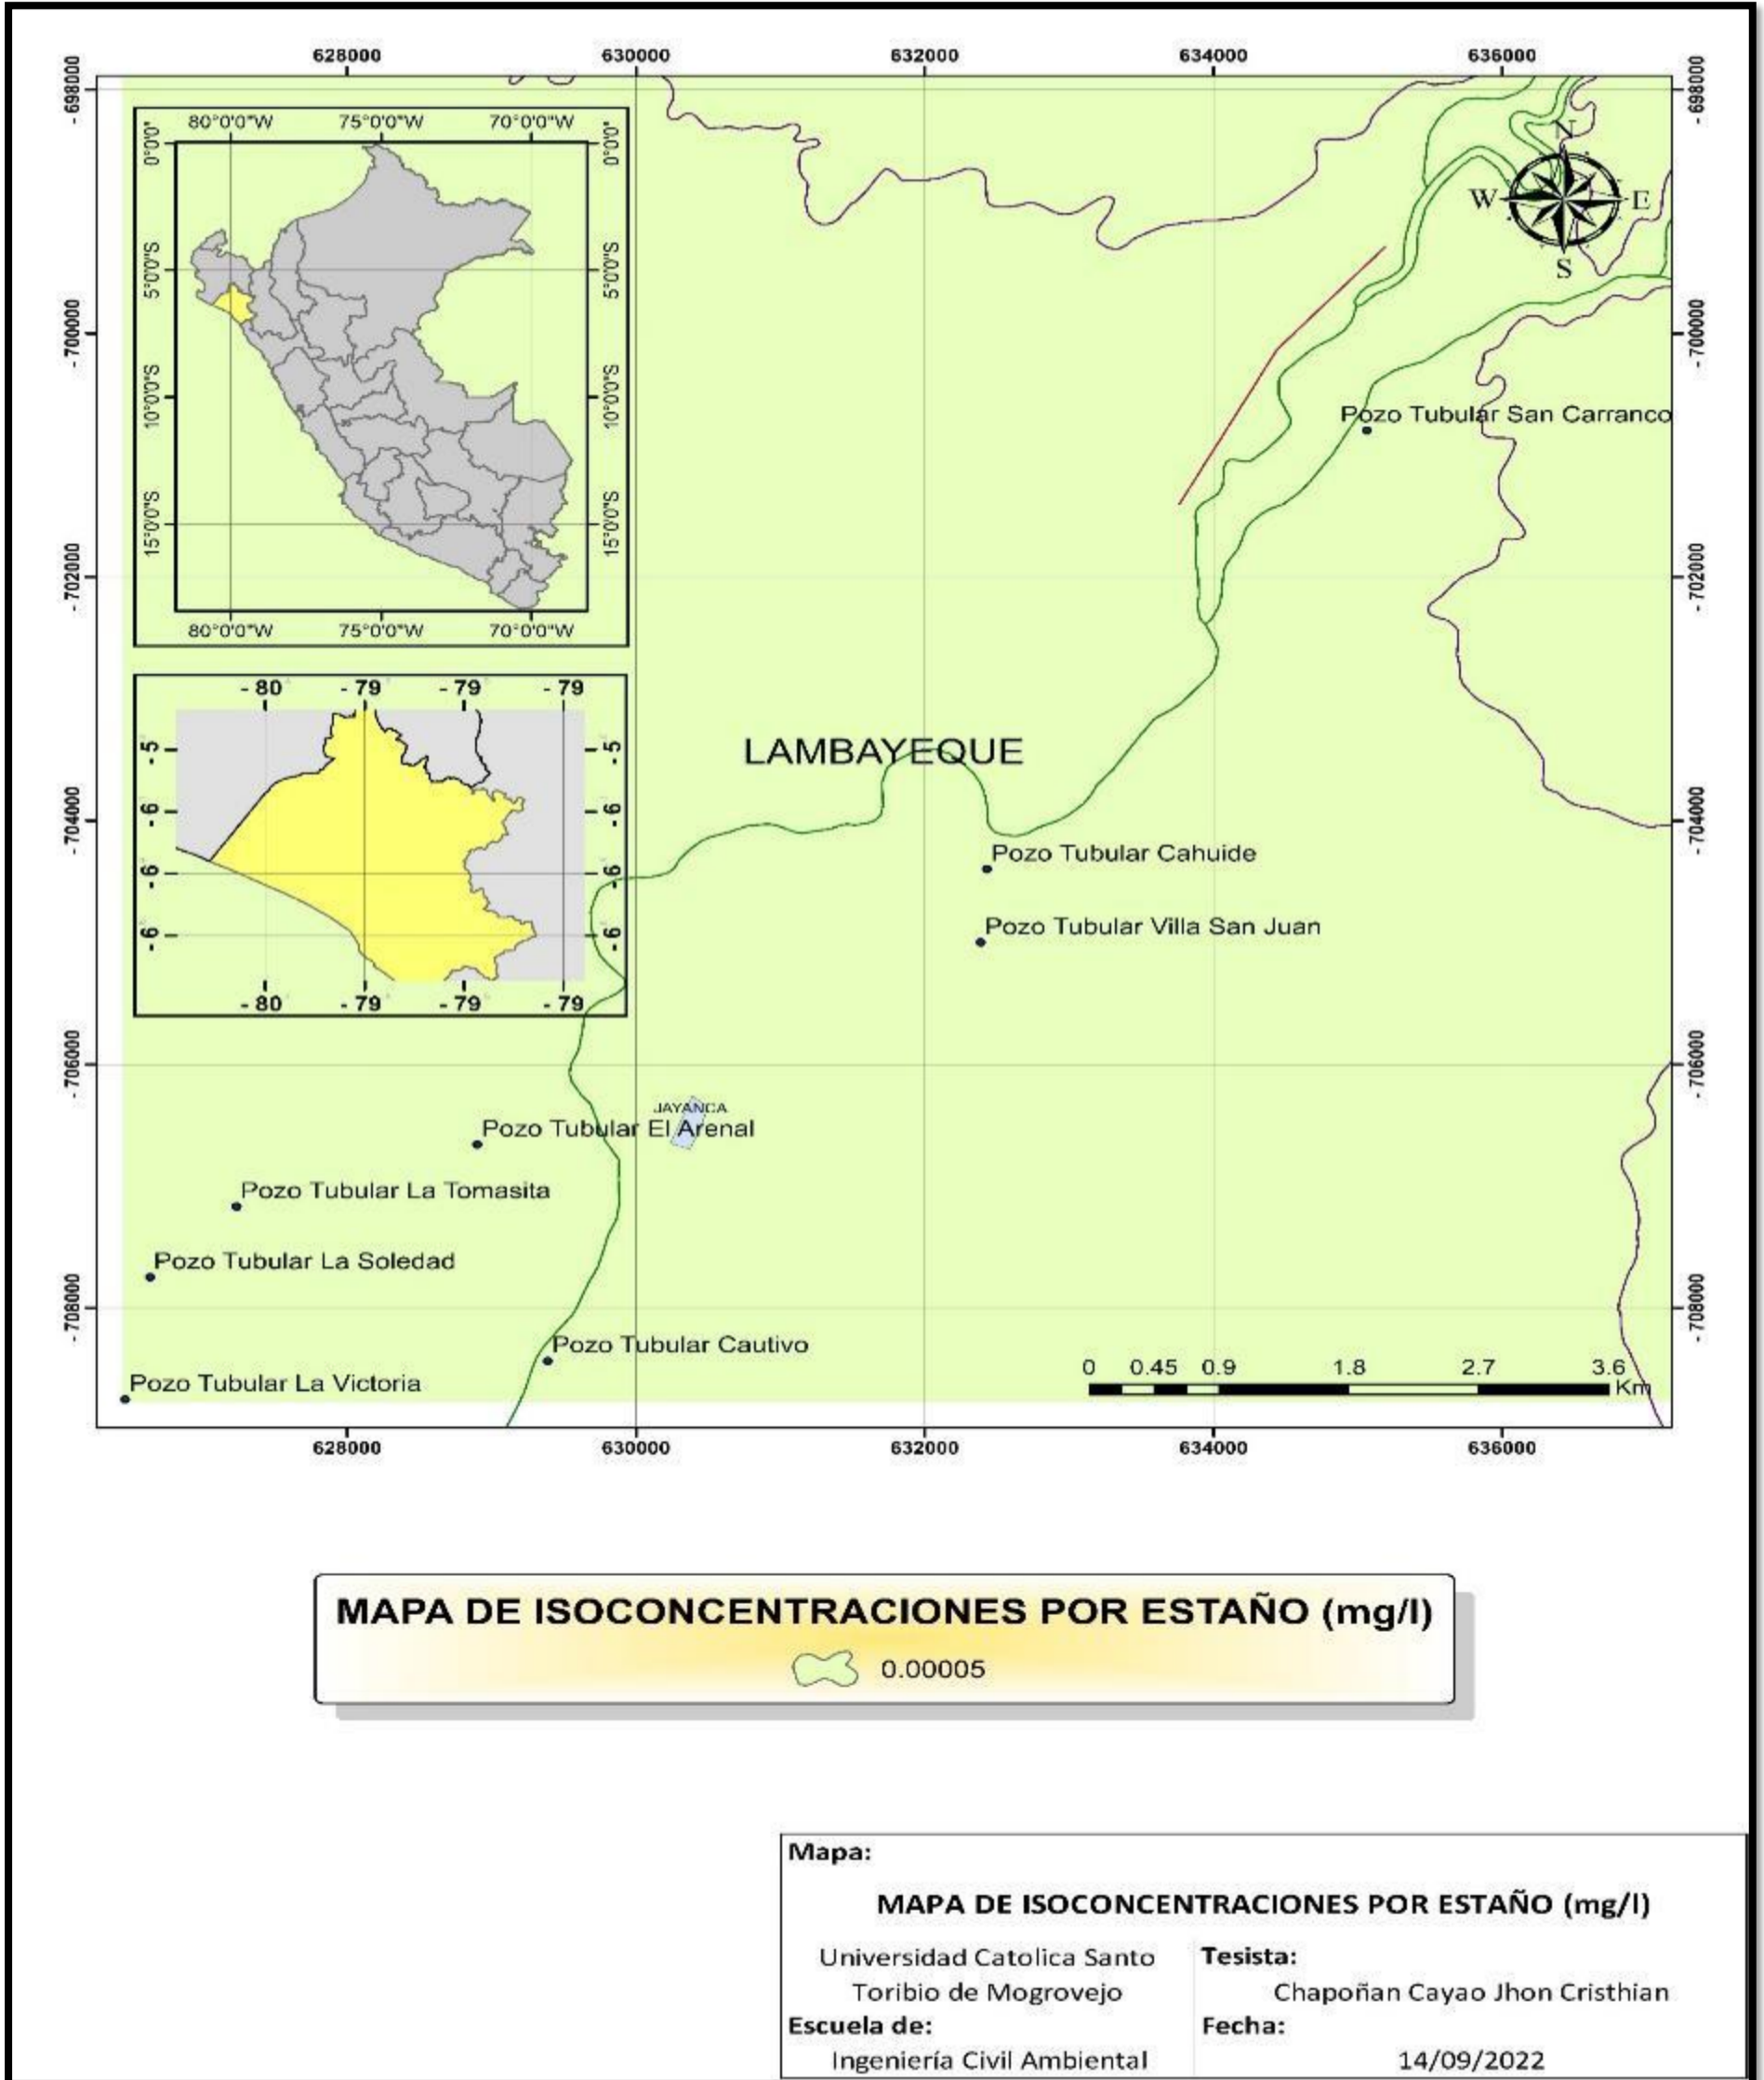 628000 630000 632000 634000 636000
- 698000 - 698000
80°0'0"W 75°0'0"W 70°0'0"W
0°0'0" 0°0'0"
5°0'0"S 5°0'0"S
10°0'0"S 10°0'0"S
15°0'0"S 15°0'0"S
80°0'0"W 75°0'0"W 70°0'0"W
N
W E
S
- 700000 - 700000
Pozo Tubular San Carranco
- 702000 - 702000
- 80 - 79 - 79 - 79
- 5 - 5
- 6 - 6
- 6 - 6
- 6 - 6
- 80 - 79 - 79 - 79
LAMBAYEQUE
- 704000 - 704000
Pozo Tubular Cahuide
Pozo Tubular Villa San Juan
- 706000 - 706000
JAYANCA
Pozo Tubular El Arenal
Pozo Tubular La Tomasita
Pozo Tubular La Soledad
- 708000 - 708000
Pozo Tubular Cautivo
Pozo Tubular La Victoria
0 0.45 0.9 1.8 2.7 3.6
Km
628000 630000 632000 634000 636000
MAPA DE ISOCONCENTRACIONES POR ESTAÑO (mg/l)
0.00005
Mapa:
MAPA DE ISOCONCENTRACIONES POR ESTAÑO (mg/l)
Universidad Catolica Santo
Toribio de Mogrovejo
Tesista:
Chapoñan Cayao Jhon Cristhian
Escuela de:
Ingeniería Civil Ambiental
Fecha:
14/09/2022